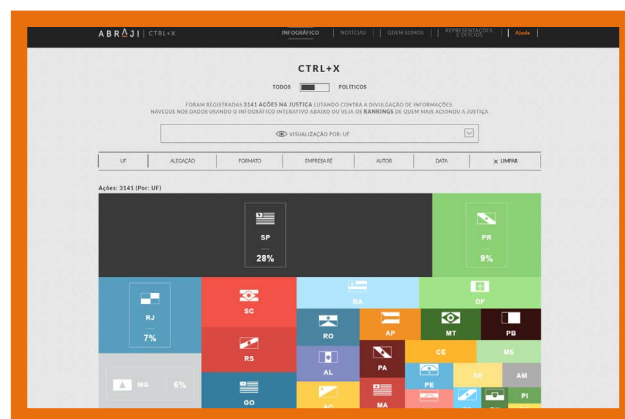 ABRAJI | CTRL+X
INFOGRÁFICO | NOTÍCIAS | QUEM SOMOS | REPRESENTAÇÕES E OFÍCIOS | Ajuda
CTRL+X
TODOS POLÍTICOS
FORAM REGISTRADAS 3141 AÇÕES NA JUSTIÇA LUTANDO CONTRA A DIVULGAÇÃO DE INFORMAÇÕES.
NAVEGUE NOS DADOS USANDO O INFOGRÁFICO INTERATIVO ABAIXO OU VEJA OS RANKINGS DE QUEM MAIS ACIONOU A JUSTIÇA
VISUALIZAÇÃO POR: UF
UF ALEGAÇÃO FORMATO EMPRESA RÉ AUTOR DATA X LIMPAR
Ações: 3141 (Por: UF)
SP
28%
PR
9%
RJ
7%
MG 6%
SC
RS
GO
BA
DF
RO
AP
MT
PB
AL
PA
CE
MS
PE
AM
MA
PI